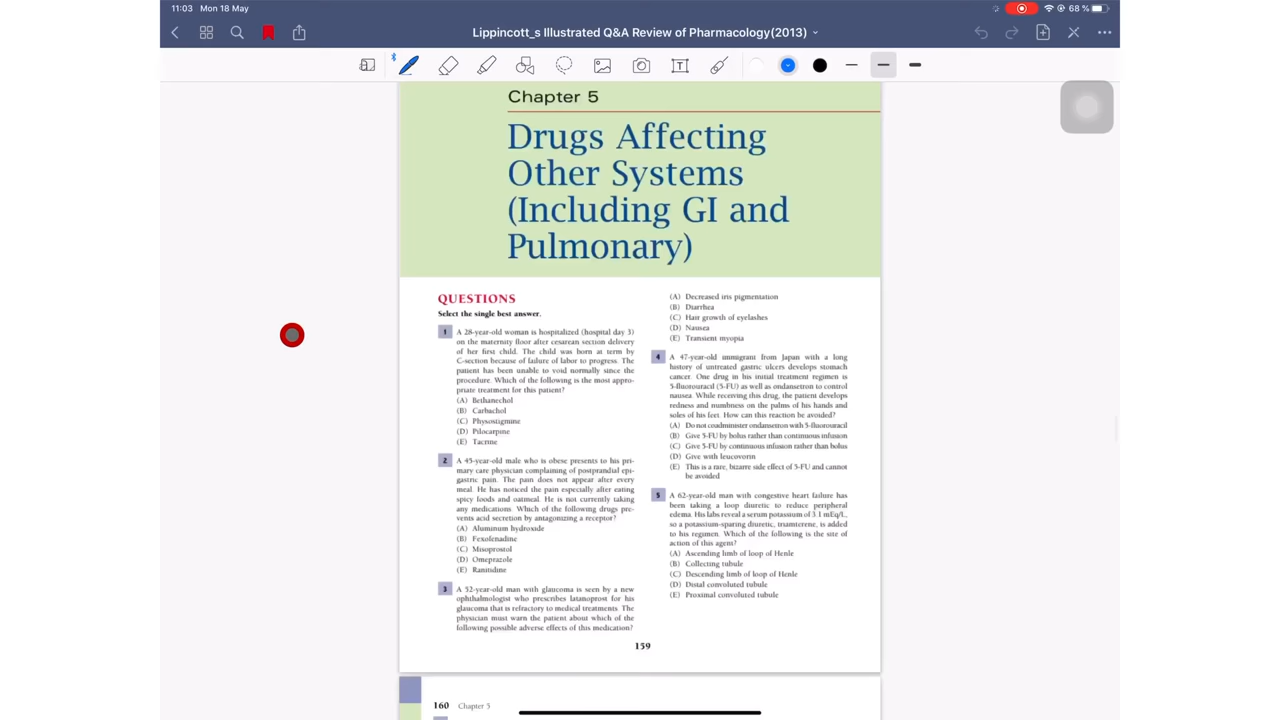 11:03 Mon 18 May
68 %
Lippincott_s Illustrated Q&A Review of Pharmacology(2013)
Chapter 5
Drugs Affecting
Other Systems
(Including GI and
Pulmonary)
QUESTIONS
Select the single best answer.
1 A 28-year-old woman is hospitalized (hospital day 3)
on the maternity floor after cesarean section delivery
of her first child. The child was born at term by
C-section because of failure of labor to progress. The
patient has been unable to void normally since the
procedure. Which of the following is the most appro-
priate treatment for this patient?
(A) Bethanechol
(B) Carbachol
(C) Physostigmine
(D) Pilocarpine
(E) Tacrine
2 A 45-year-old male who is obese presents to his pri-
mary care physician complaining of postprandial epi-
gastric pain. The pain does not appear after every
meal. He has noticed the pain especially after eating
spicy foods and oatmeal. He is not currently taking
any medications. Which of the following drugs pre-
vents acid secretion by antagonizing a receptor?
(A) Aluminum hydroxide
(B) Fexofenadine
(C) Misoprostol
(D) Omeprazole
(E) Ranitidine
3 A 52-year-old man with glaucoma is seen by a new
ophthalmologist who prescribes latanoprost for his
glaucoma that is refractory to medical treatments. The
physician must warn the patient about which of the
following possible adverse effects of this medication?
(A) Decreased iris pigmentation
(B) Diarrhea
(C) Hair growth of eyelashes
(D) Nausea
(E) Transient myopia
4 A 47-year-old immigrant from Japan with a long
history of untreated gastric ulcers develops stomach
cancer. One drug in his initial treatment regimen is
5-fluorouracil (5-FU) as well as ondansetron to control
nausea. While receiving this drug, the patient develops
redness and numbness on the palms of his hands and
soles of his feet. How can this reaction be avoided?
(A) Do not coadminister ondansetron with 5-fluorouracil
(B) Give 5-FU by bolus rather than continuous infusion
(C) Give 5-FU by continuous infusion rather than bolus
(D) Give with leucovorin
(E) This is a rare, bizarre side effect of 5-FU and cannot
be avoided
5 A 62-year-old man with congestive heart failure has
been taking a loop diuretic to reduce peripheral
edema. His labs reveal a serum potassium of 3.1 mEq/L,
so a potassium-sparing diuretic, triamterene, is added
to his regimen. Which of the following is the site of
action of this agent?
(A) Ascending limb of loop of Henle
(B) Collecting tubule
(C) Descending limb of loop of Henle
(D) Distal convoluted tubule
(E) Proximal convoluted tubule
159
160 Chapter 5